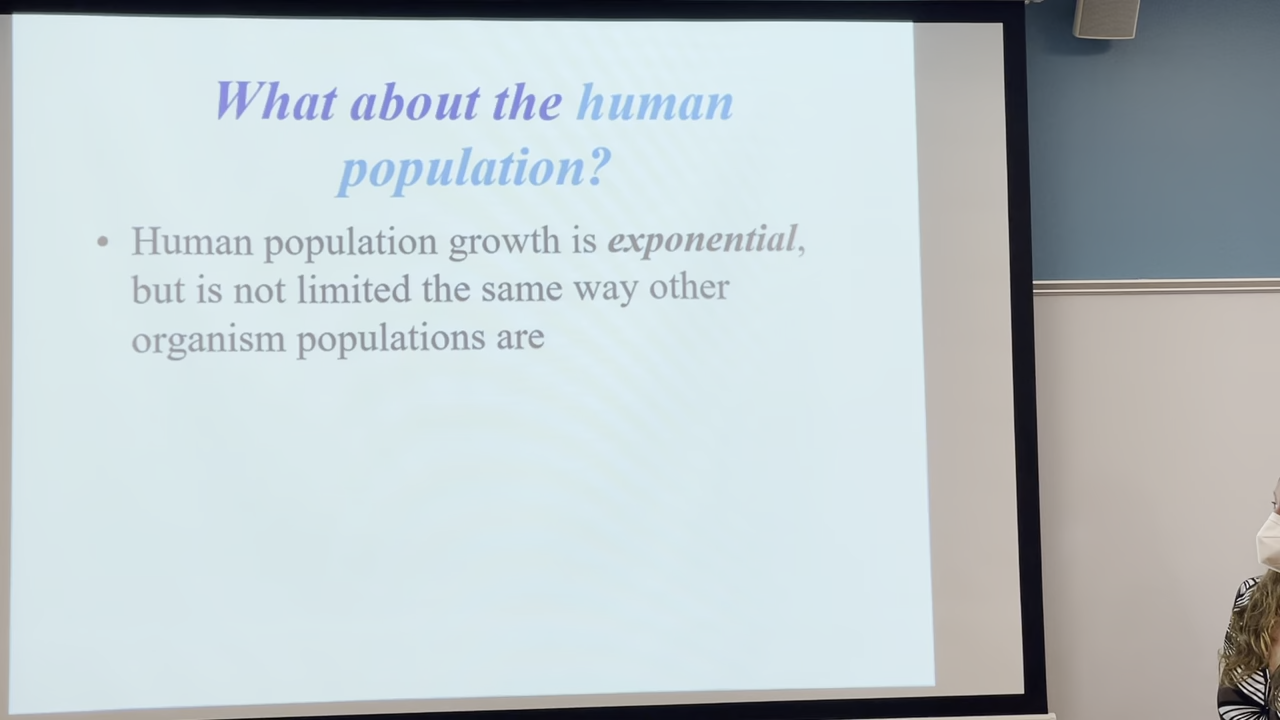 What about the human
population?
• Human population growth is exponential,
but is not limited the same way other
organism populations are